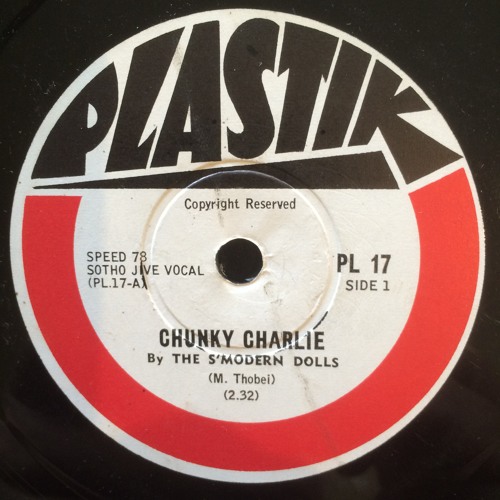 PLASTIK
Copyright Reserved
SPEED 78
SOTHO JIVE VOCAL
(PL.17-A)
PL 17
SIDE 1
CHUNKY CHARLIE
By THE S'MODERN DOLLS
(M. Thobei)
(2.32)